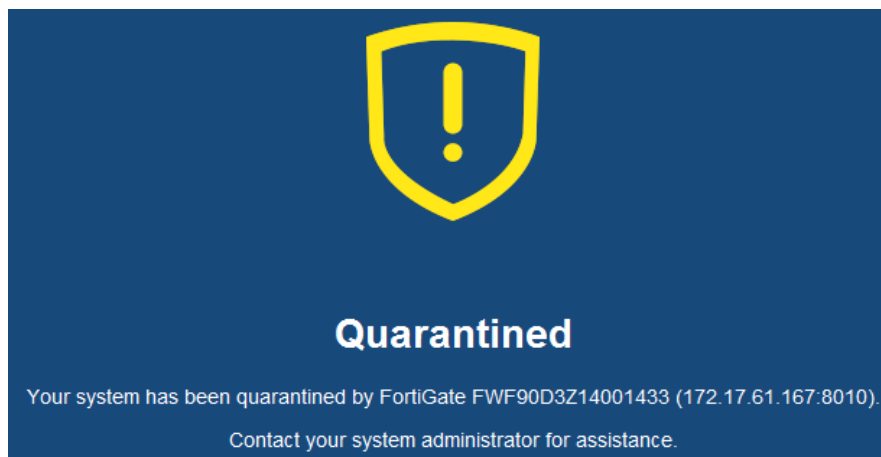 Quarantined
Your system has been quarantined by FortiGate FWF90D3Z14001433 (172.17.61.167:8010).
Contact your system administrator for assistance.